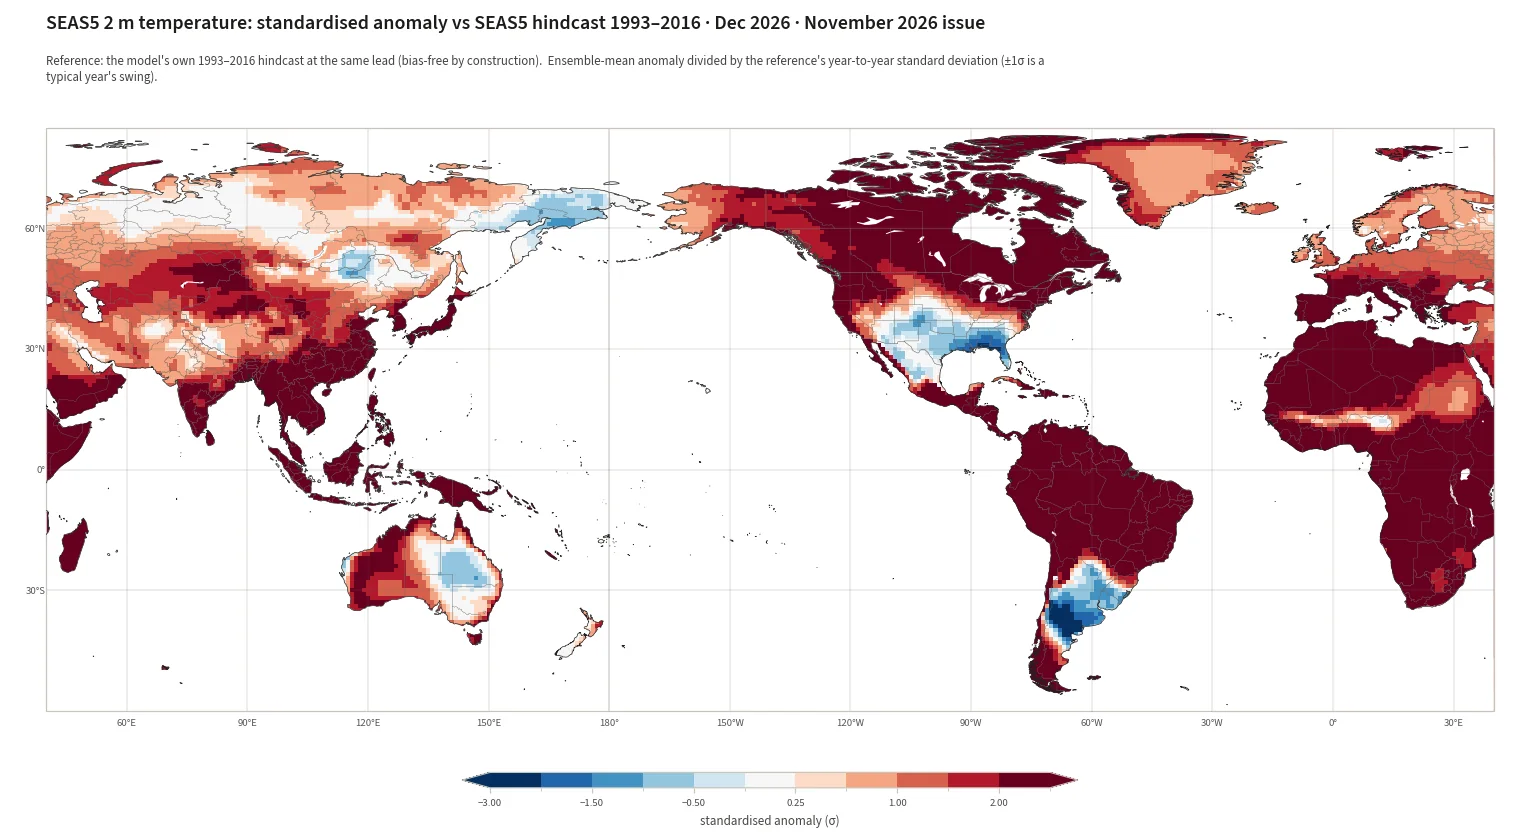 SEAS5 2 m temperature: standardised anomaly vs SEAS5 hindcast 1993–2016 · Dec 2026 · November 2026 issue
Reference: the model's own 1993–2016 hindcast at the same lead (bias-free by construction).  Ensemble-mean anomaly divided by the reference's year-to-year standard deviation (±1σ is a
typical year's swing).
60°N
30°N
0°
30°S
60°E 90°E 120°E 150°E 180° 150°W 120°W 90°W 60°W 30°W 0° 30°E
−3.00 −1.50 −0.50 0.25 1.00 2.00
standardised anomaly (σ)